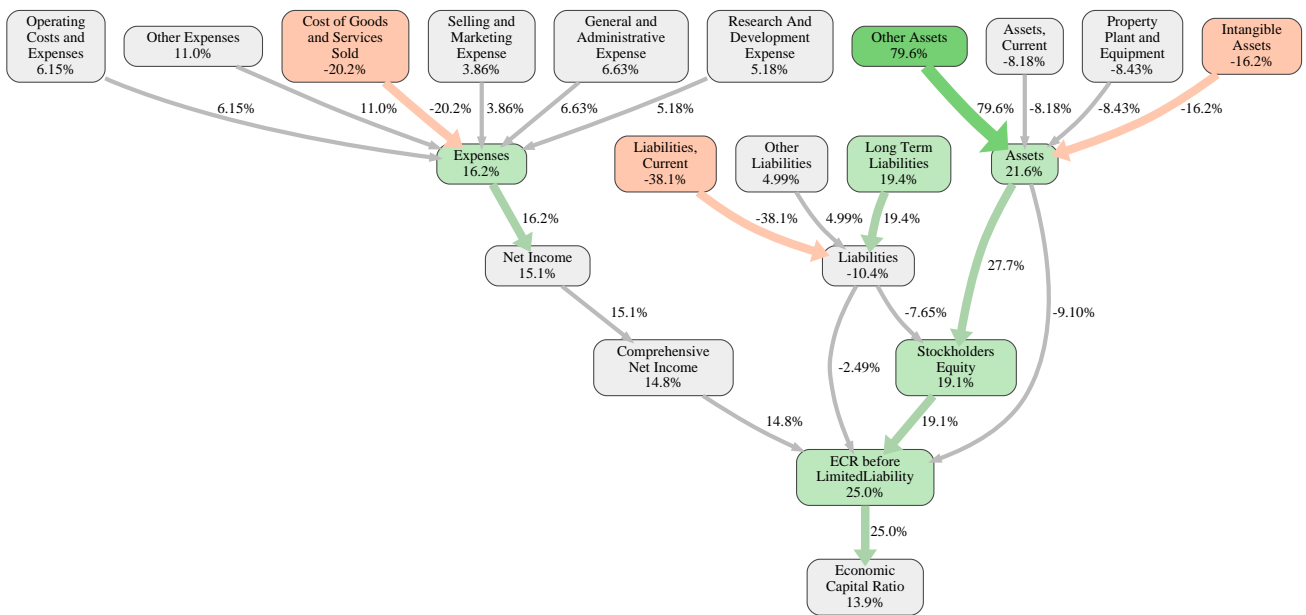 Operating
Costs and
Expenses
6.15%
Other Expenses
11.0%
Cost of Goods
and Services
Sold
-20.2%
Selling and
Marketing
Expense
3.86%
General and
Administrative
Expense
6.63%
Research And
Development
Expense
5.18%
Other Assets
79.6%
Assets,
Current
-8.18%
Property
Plant and
Equipment
-8.43%
Intangible
Assets
-16.2%
6.15%
11.0%
-20.2%
3.86%
6.63%
5.18%
79.6%
-8.18%
-8.43%
-16.2%
Expenses
16.2%
Liabilities,
Current
-38.1%
Other
Liabilities
4.99%
Long Term
Liabilities
19.4%
Assets
21.6%
16.2%
-38.1%
4.99%
19.4%
Net Income
15.1%
Liabilities
-10.4%
27.7%
15.1%
-7.65%
-9.10%
Comprehensive
Net Income
14.8%
-2.49%
Stockholders
Equity
19.1%
14.8%
19.1%
ECR before
LimitedLiability
25.0%
25.0%
Economic
Capital Ratio
13.9%